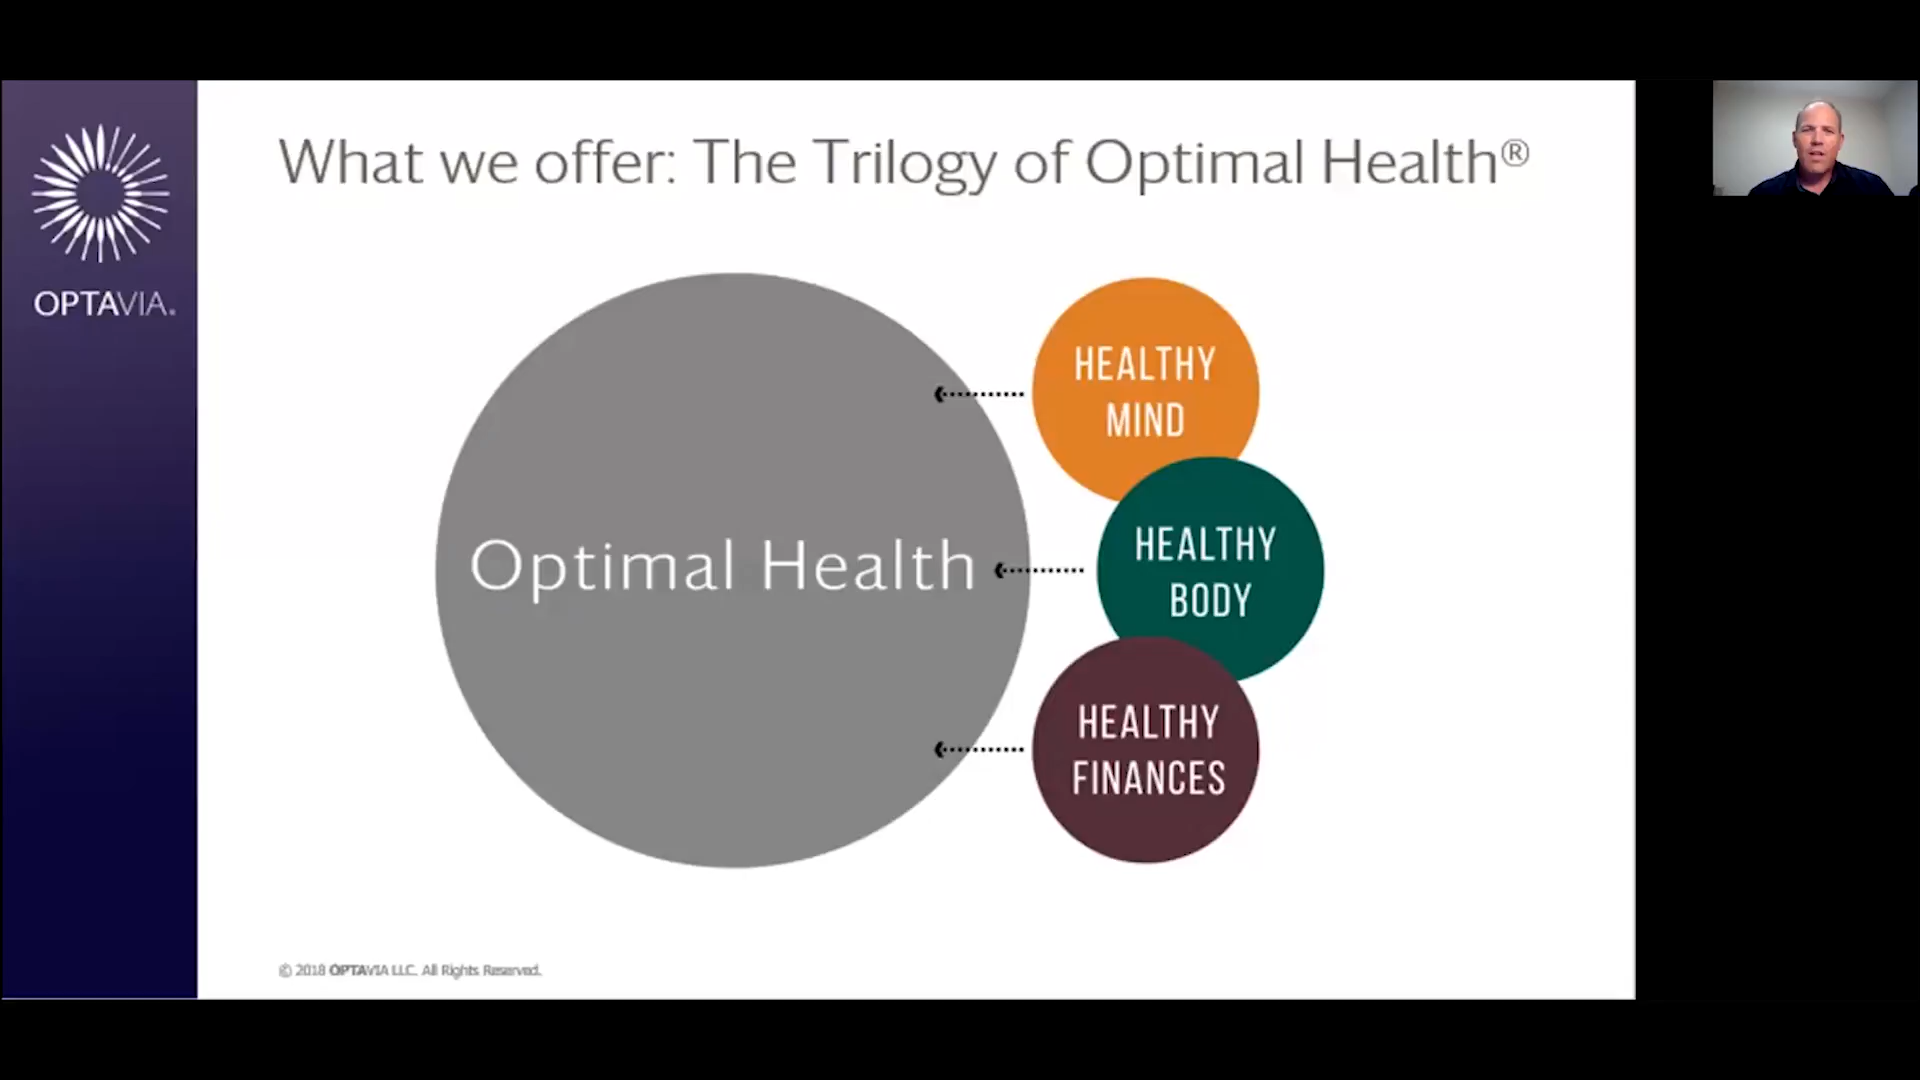 OPTAVIA.
What we offer: The Trilogy of Optimal Health®
Optimal Health
HEALTHY
MIND
HEALTHY
BODY
HEALTHY
FINANCES
© 2018 OPTAVIA LLC. All Rights Reserved.